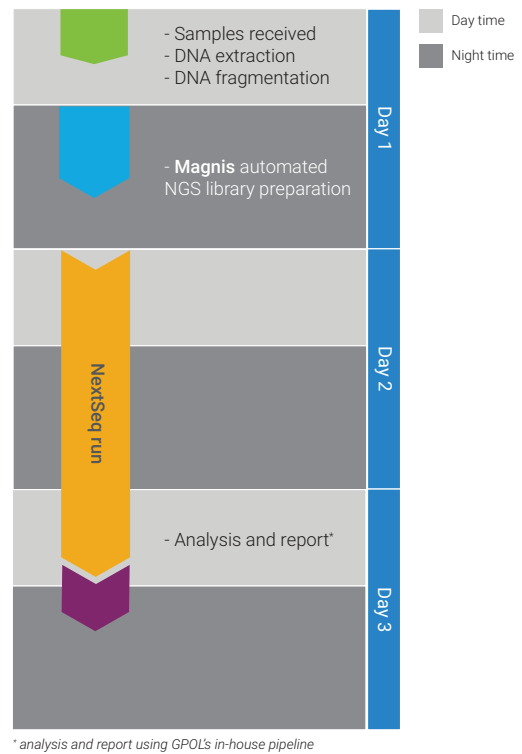 Day time
Night time
- Samples received
- DNA extraction
- DNA fragmentation
Day 1
- Magnis automated
NGS library preparation
Day 2
NextSeq run
- Analysis and report*
Day 3
* analysis and report using GPOL's in-house pipeline